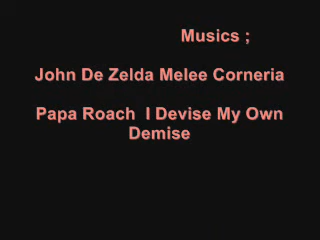 Musics ;
John De Zelda Melee Corneria
Papa Roach  I Devise My Own
Demise